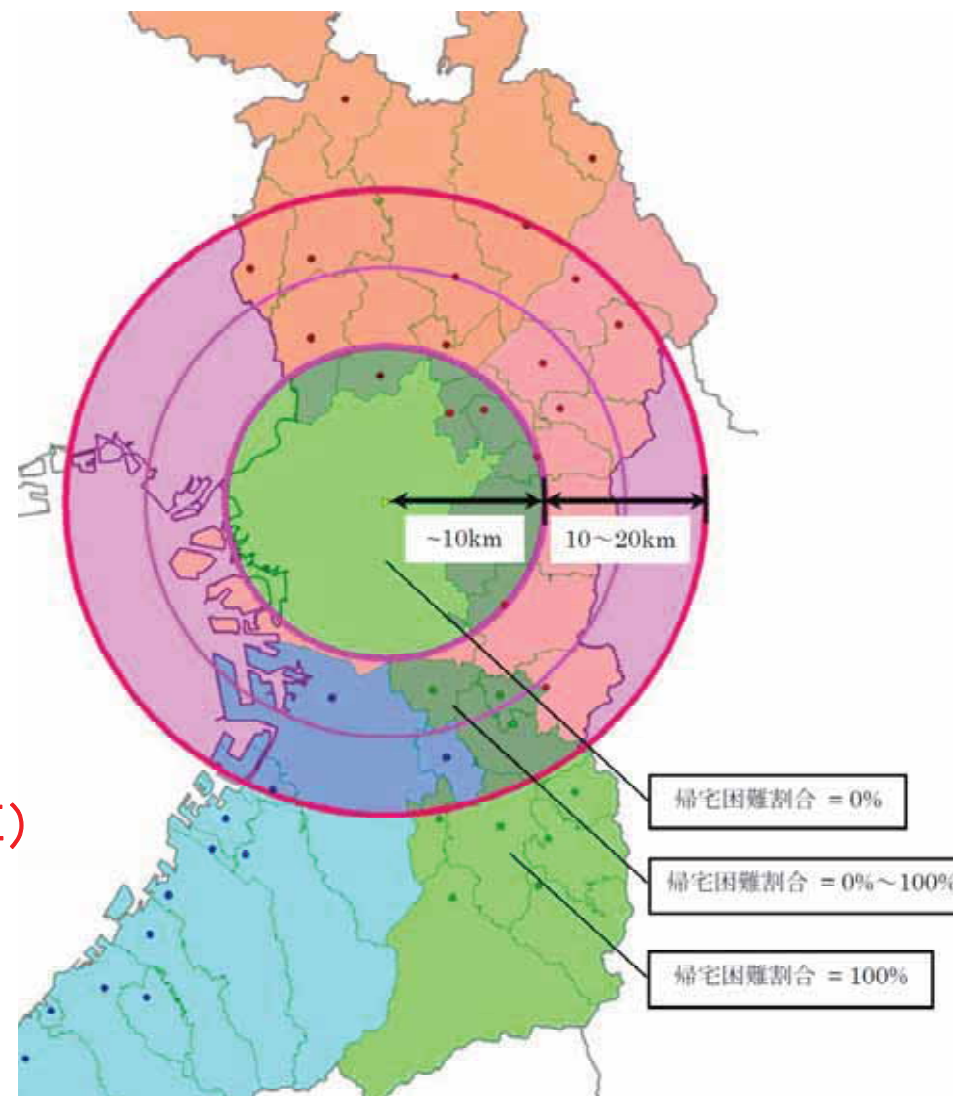 ~10km
10～20km
帰宅困難割合 = 0%
帰宅困難割合 = 0%～100%
帰宅困難割合 = 100%
)